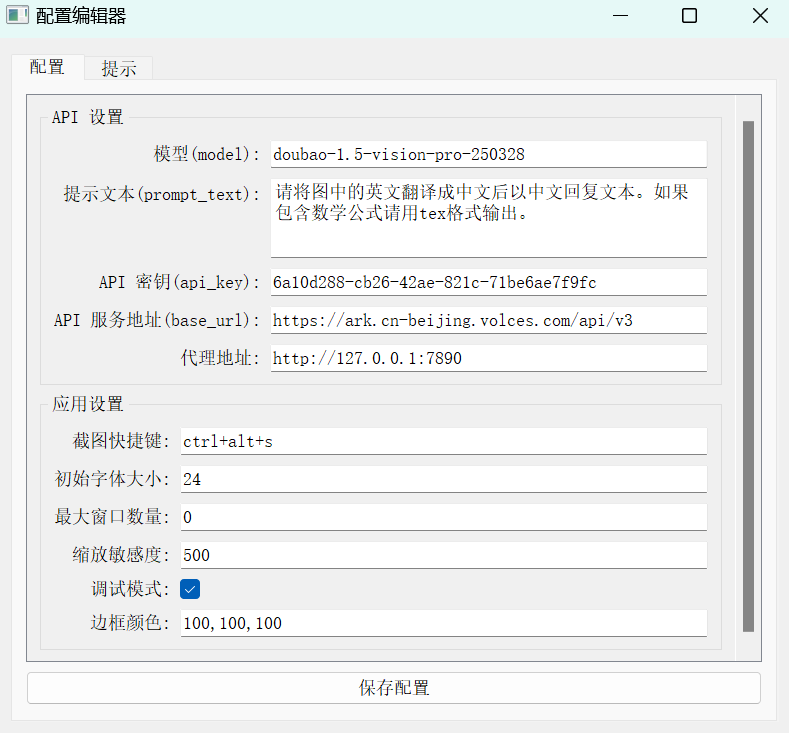 配置编辑器
配置
提示
API 设置
模型(model): doubao-1.5-vision-pro-250328
提示文本(prompt_text): 请将图中的英文翻译成中文后以中文回复文本。如果
包含数学公式请用tex格式输出。
API 密钥(api_key): 6a10d288-cb26-42ae-821c-71be6ae7f9fc
API 服务地址(base_url): https://ark.cn-beijing.volces.com/api/v3
代理地址: http://127.0.0.1:7890
应用设置
截图快捷键: ctrl+alt+s
初始字体大小: 24
最大窗口数量: 0
缩放敏感度: 500
调试模式:
边框颜色: 100,100,100
保存配置